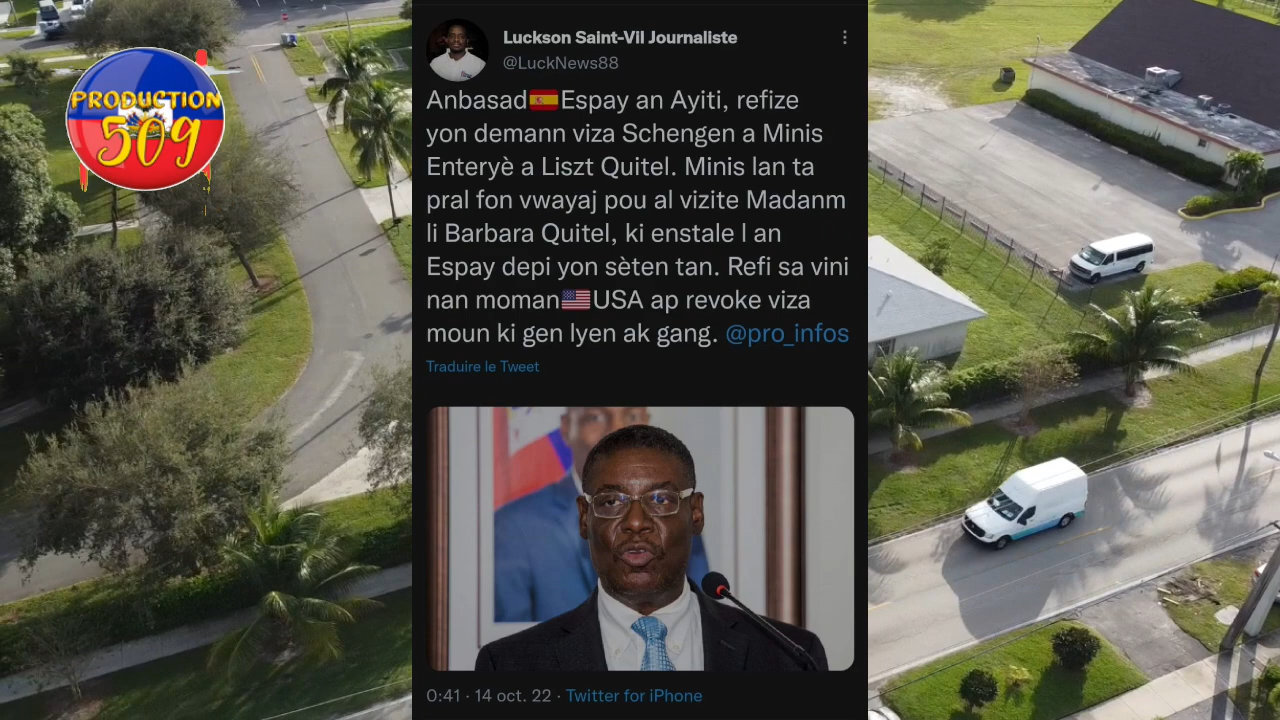 PRODUCTION
509
Luckson Saint-Vil Journaliste
@LuckNews88
Anbasad🇪🇸Espay an Ayiti, refize
yon demann viza Schengen a Minis
Enteryè a Liszt Quitel. Minis lan ta
pral fon vwayaj pou al vizite Madanm
li Barbara Quitel, ki enstale l an
Espay depi yon sèten tan. Refi sa vini
nan moman🇺🇸USA ap revoke viza
moun ki gen lyen ak gang. @pro_infos
Traduire le Tweet
0:41 · 14 oct. 22 · Twitter for iPhone